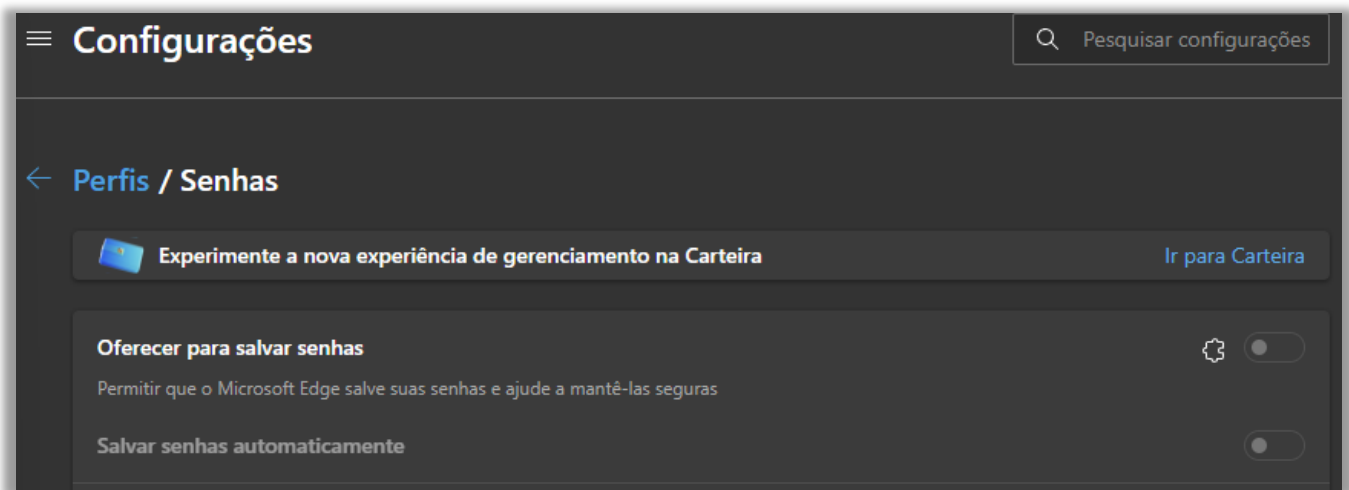 Configurações
Pesquisar configurações
Perfis / Senhas
Experimente a nova experiência de gerenciamento na Carteira
Ir para Carteira
Oferecer para salvar senhas
Permitir que o Microsoft Edge salve suas senhas e ajude a mantê-las seguras
Salvar senhas automaticamente